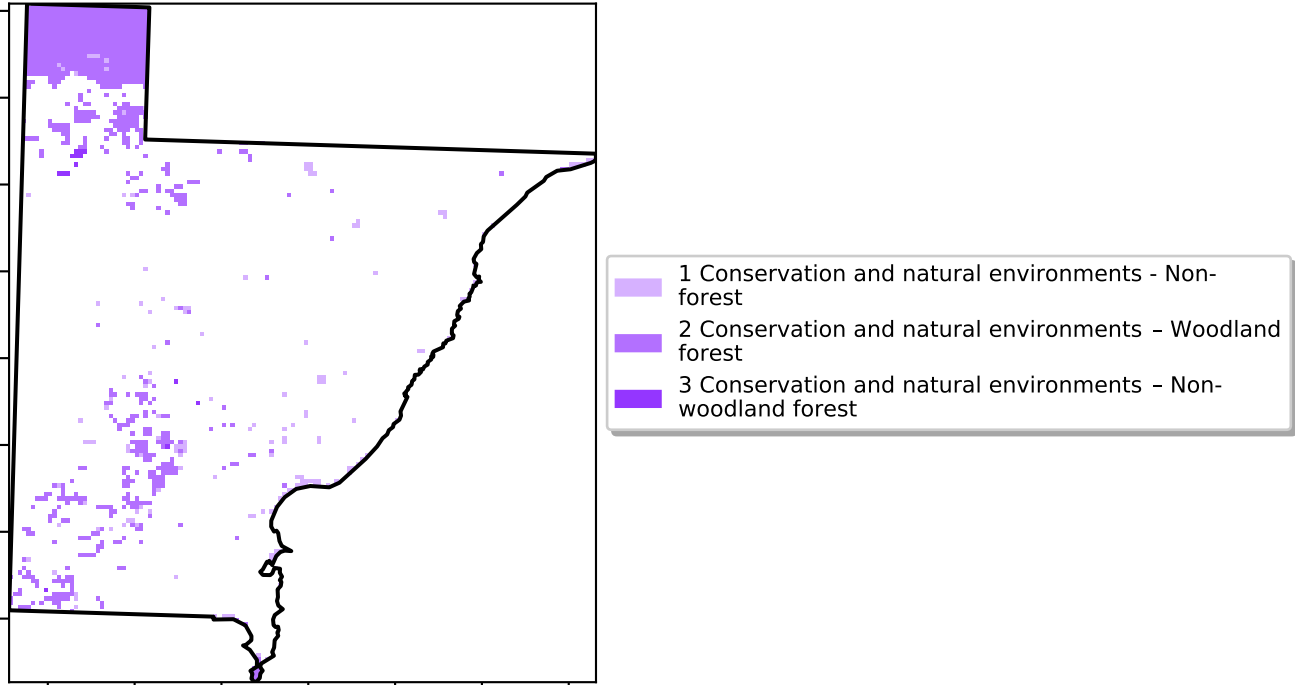 1 Conservation and natural environments - Non-
forest
2 Conservation and natural environments – Woodland
forest
3 Conservation and natural environments – Non-
woodland forest